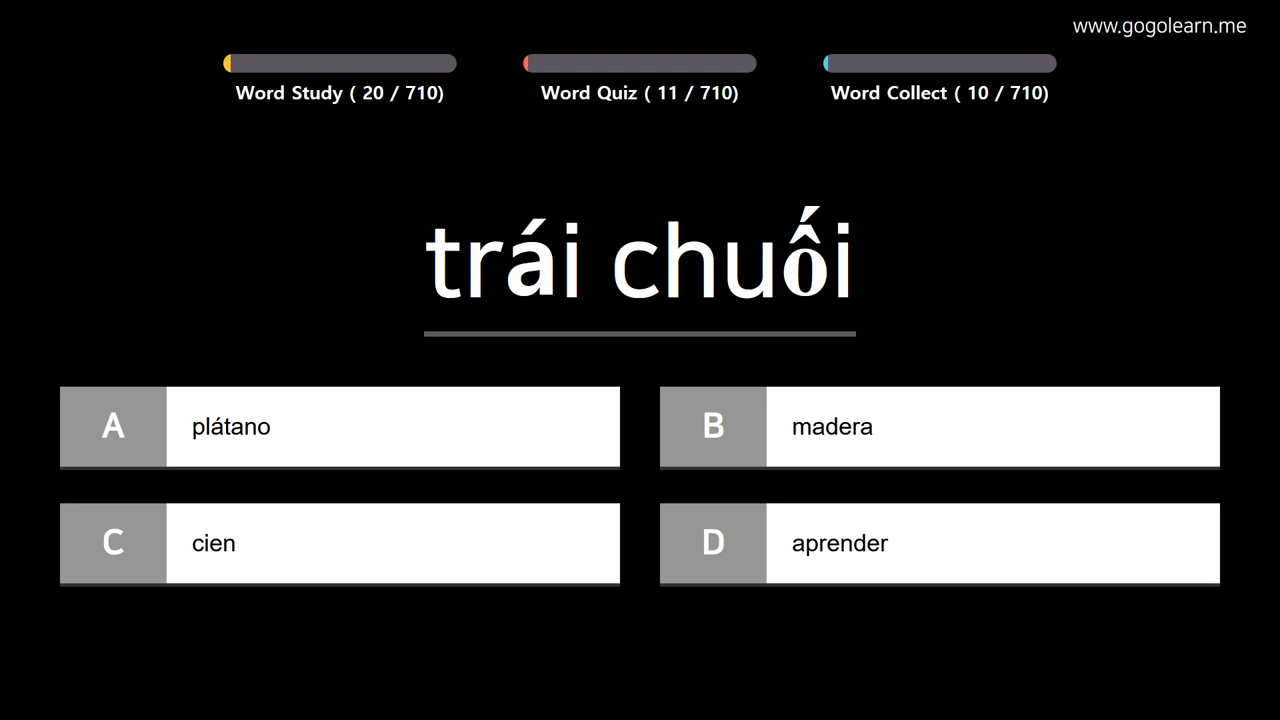 www.gogolearn.me
Word Study ( 20 / 710)
Word Quiz ( 11 / 710)
Word Collect ( 10 / 710)
trái chuối
A plátano
B madera
C cien
D aprender